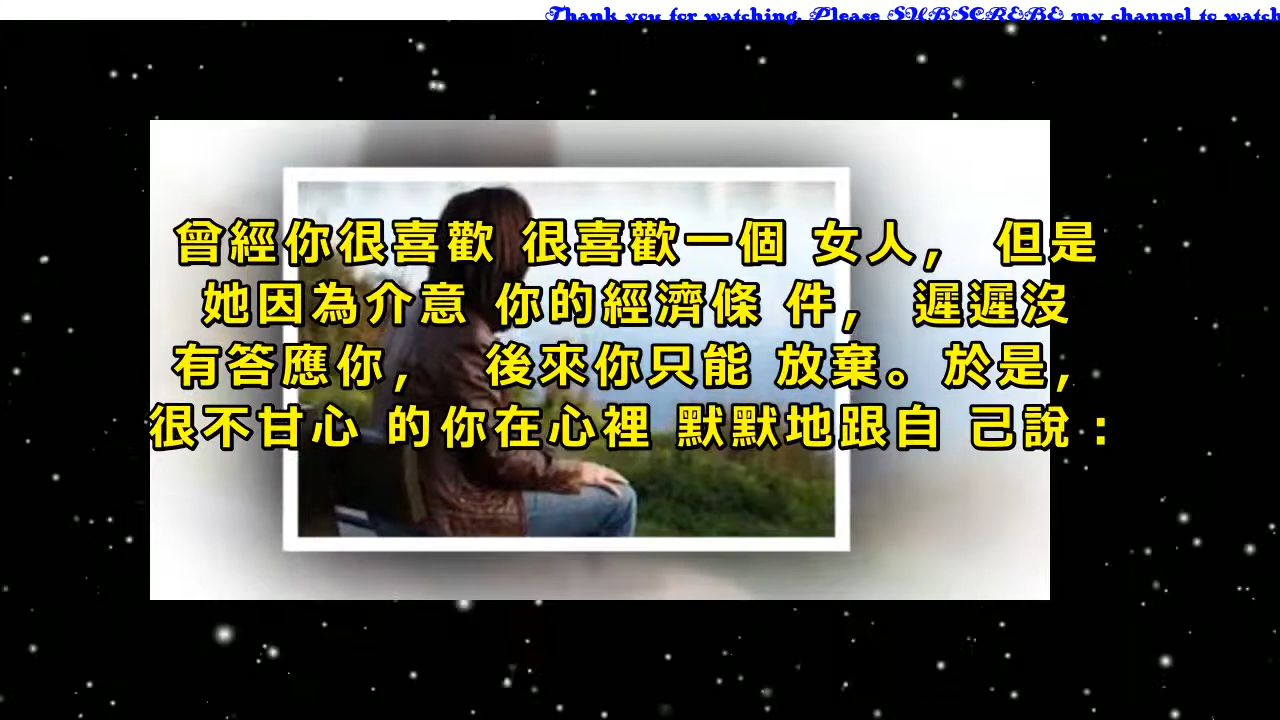 Thank you for watching. Please SUBSCREBE my channel to watch
曾經你很喜歡 很喜歡一個 女人， 但是
她因為介意 你的經濟條 件， 遲遲沒
有答應你， 後來你只能 放棄。於是，
很不甘心 的你在心裡 默默地跟自 己說：